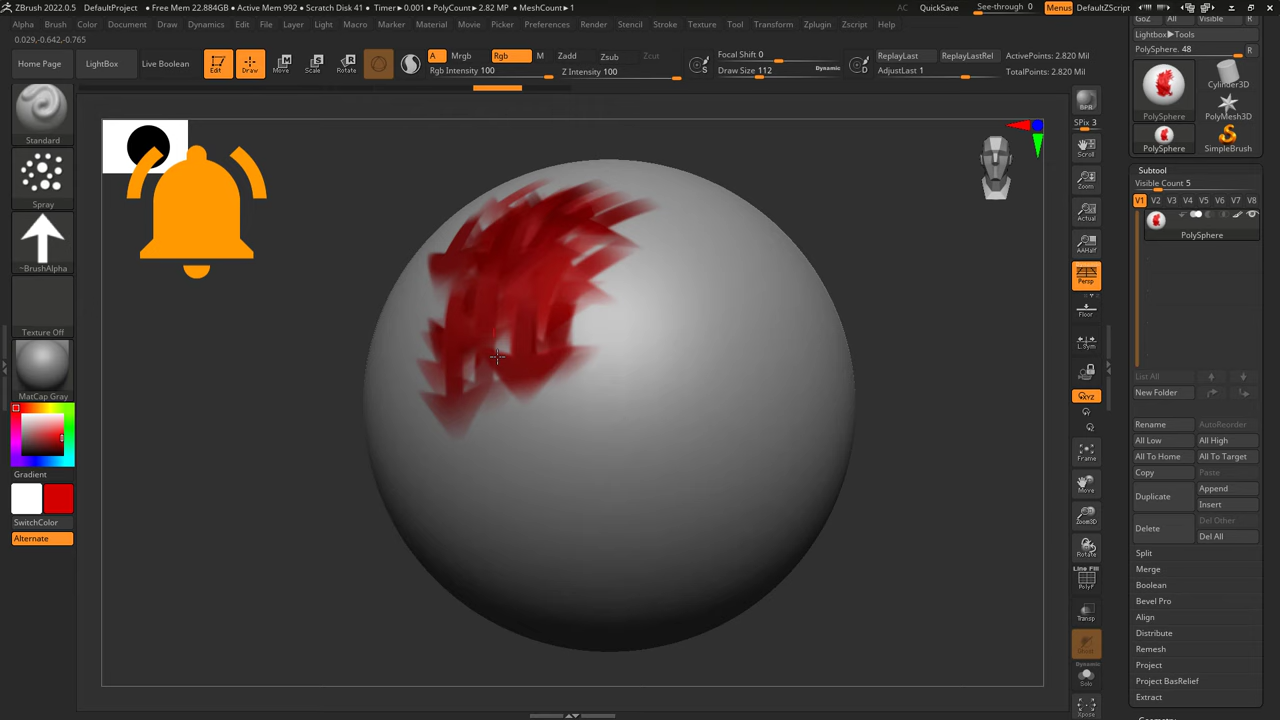 ZBrush 2022.0.5 DefaultProject • Free Mem 22.884GB • Active Mem 992 • Scratch Disk 41 • Timer►0.001 • PolyCount►2.82 MP • MeshCount►1 AC QuickSave See-through 0 Menus DefaultZScript
Alpha Brush Color Document Draw Dynamics Edit File Layer Light Macro Marker Material Movie Picker Preferences Render Stencil Stroke Texture Tool Transform Zplugin Zscript Help
0.029,-0.642,-0.765
Home Page LightBox Live Boolean Edit Draw Move Scale Rotate
A Mrgb Rgb M Zadd Zsub Zcut
Rgb Intensity 100 Z Intensity 100
Focal Shift 0
Draw Size 112 Dynamic
S D
ReplayLast ReplayLastRel ActivePoints: 2.820 Mil
AdjustLast 1 TotalPoints: 2.820 Mil
Standard
Spray
~BrushAlpha
Texture Off
MatCap Gray
Gradient
SwitchColor
Alternate
BPR
SPix 3
Scroll
Zoom
Actual
AAHalf
Persp
Floor
L.Sym
XYZ
Frame
Move
Zoom3D
Rotate
Line Fill
PolyF
Transp
Ghost
Dynamic
Solo
Xpose
GoZ All Visible R
Lightbox►Tools
PolySphere. 48 R
PolySphere Cylinder3D
PolyMesh3D
PolySphere SimpleBrush
Subtool
Visible Count 5
V1 V2 V3 V4 V5 V6 V7 V8
PolySphere
List All
New Folder
Rename AutoReorder
All Low All High
All To Home All To Target
Copy Paste
Duplicate Append
Insert
Delete Del Other
Del All
Split
Merge
Boolean
Bevel Pro
Align
Distribute
Remesh
Project
Project BasRelief
Extract